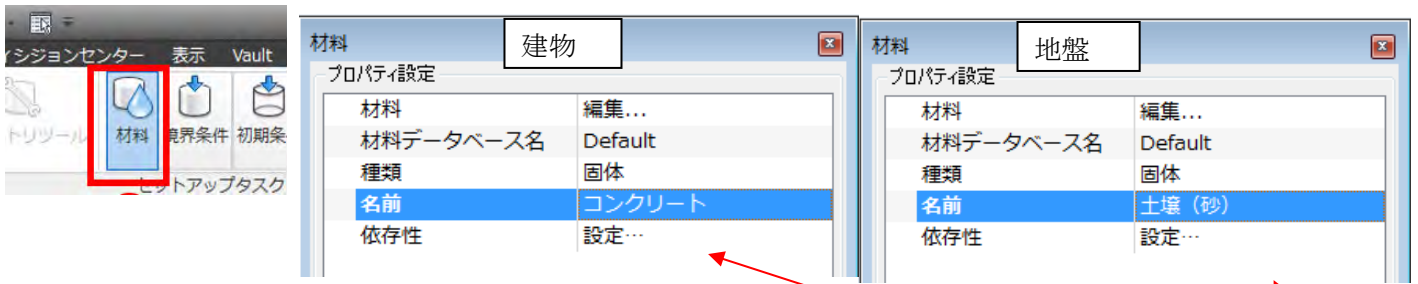 ィシジョンセンター 表示 Vault
トリツール 材料 境界条件 初期条
セットアップタスク
材料
建物
プロパティ設定
材料 編集...
材料データベース名 Default
種類 固体
名前 コンクリート
依存性 設定…
材料
地盤
プロパティ設定
材料 編集...
材料データベース名 Default
種類 固体
名前 土壌（砂）
依存性 設定…